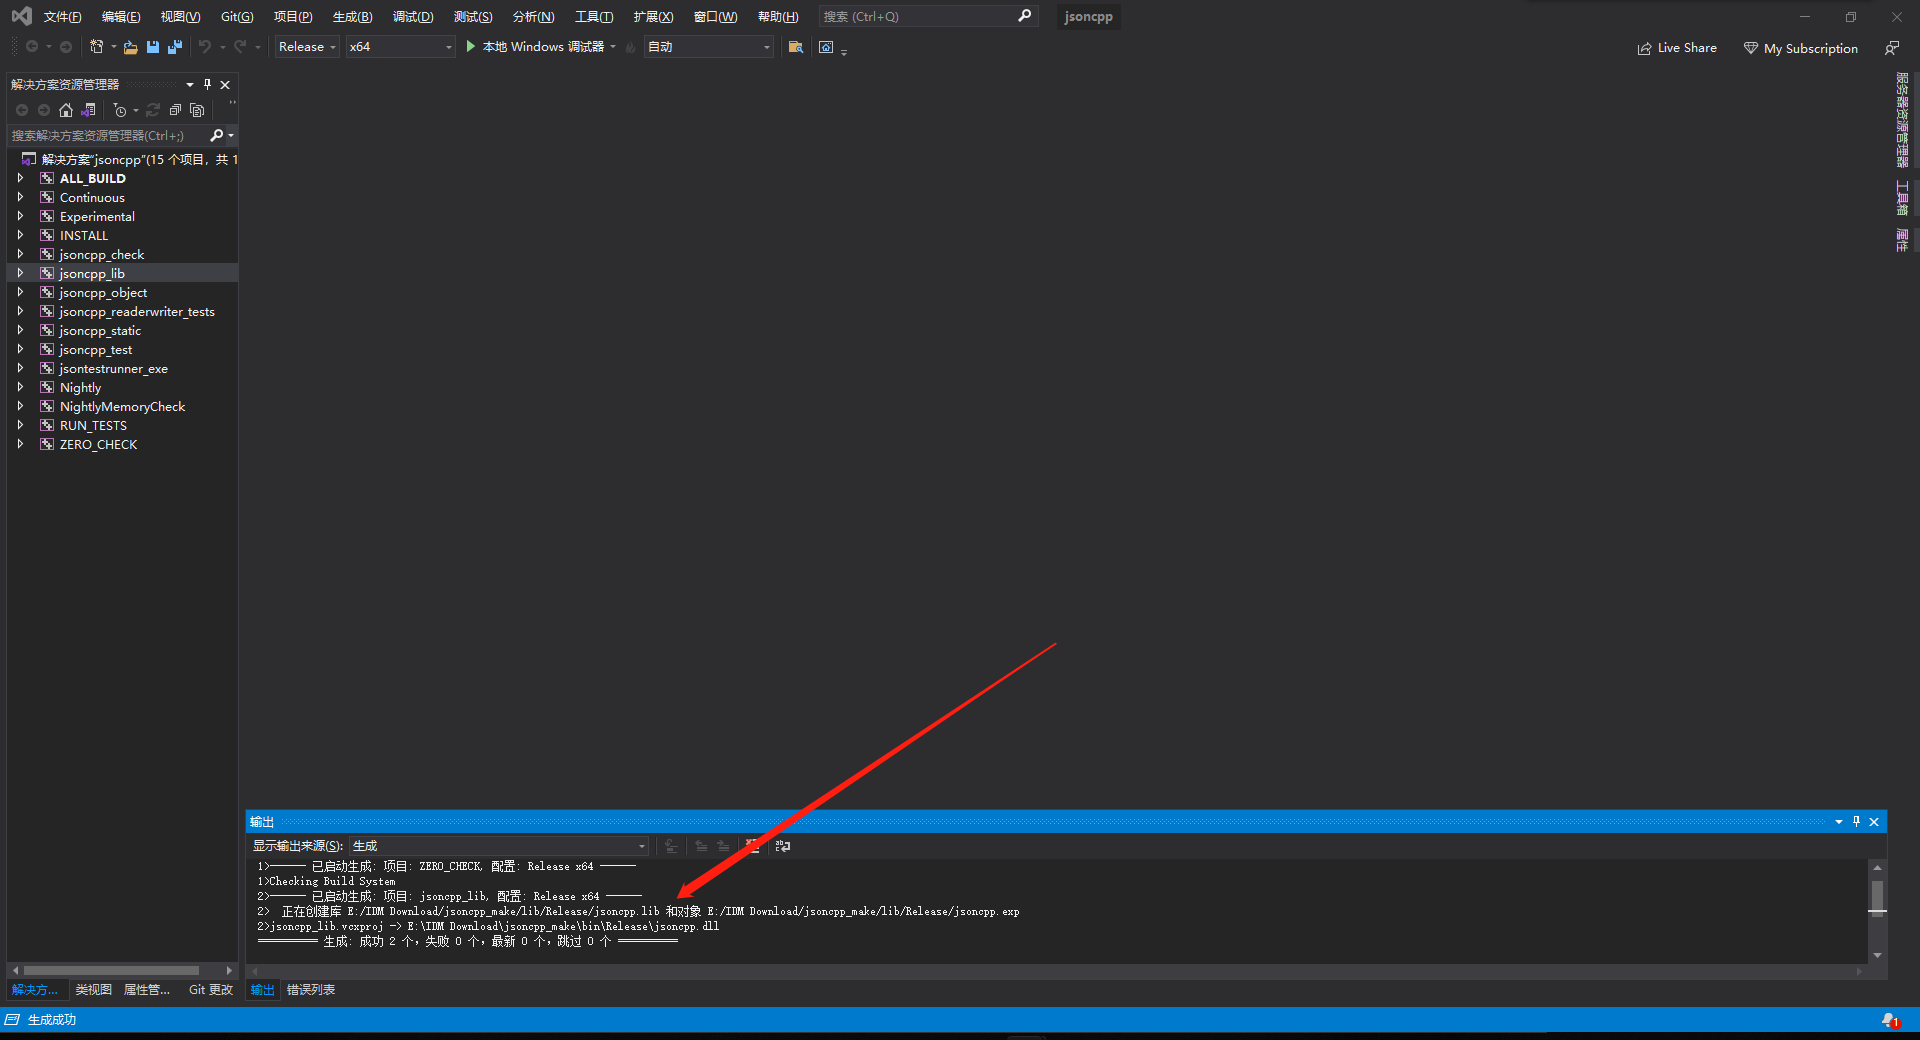 文件(F) 编辑(E) 视图(V) Git(G) 项目(P) 生成(B) 调试(D) 测试(S) 分析(N) 工具(T) 扩展(X) 窗口(W) 帮助(H) 搜索 (Ctrl+Q) jsoncpp
Release x64 本地 Windows 调试器 自动 Live Share My Subscription
解决方案资源管理器
搜索解决方案资源管理器(Ctrl+;)
解决方案"jsoncpp"(15 个项目，共 1
ALL_BUILD
Continuous
Experimental
INSTALL
jsoncpp_check
jsoncpp_lib
jsoncpp_object
jsoncpp_readerwriter_tests
jsoncpp_static
jsoncpp_test
jsontestrunner_exe
Nightly
NightlyMemoryCheck
RUN_TESTS
ZERO_CHECK
服务器资源管理器
工具箱
属性
输出
显示输出来源(S): 生成
1>------ 已启动生成: 项目: ZERO_CHECK, 配置: Release x64 ------
1>Checking Build System
2>------ 已启动生成: 项目: jsoncpp_lib, 配置: Release x64 ------
2>  正在创建库 E:/IDM Download/jsoncpp_make/lib/Release/jsoncpp.lib 和对象 E:/IDM Download/jsoncpp_make/lib/Release/jsoncpp.exp
2>jsoncpp_lib.vcxproj -> E:\IDM Download\jsoncpp_make\bin\Release\jsoncpp.dll
========== 生成: 成功 2 个，失败 0 个，最新 0 个，跳过 0 个 ==========
解决方... 类视图 属性管... Git 更改 输出 错误列表
生成成功 1